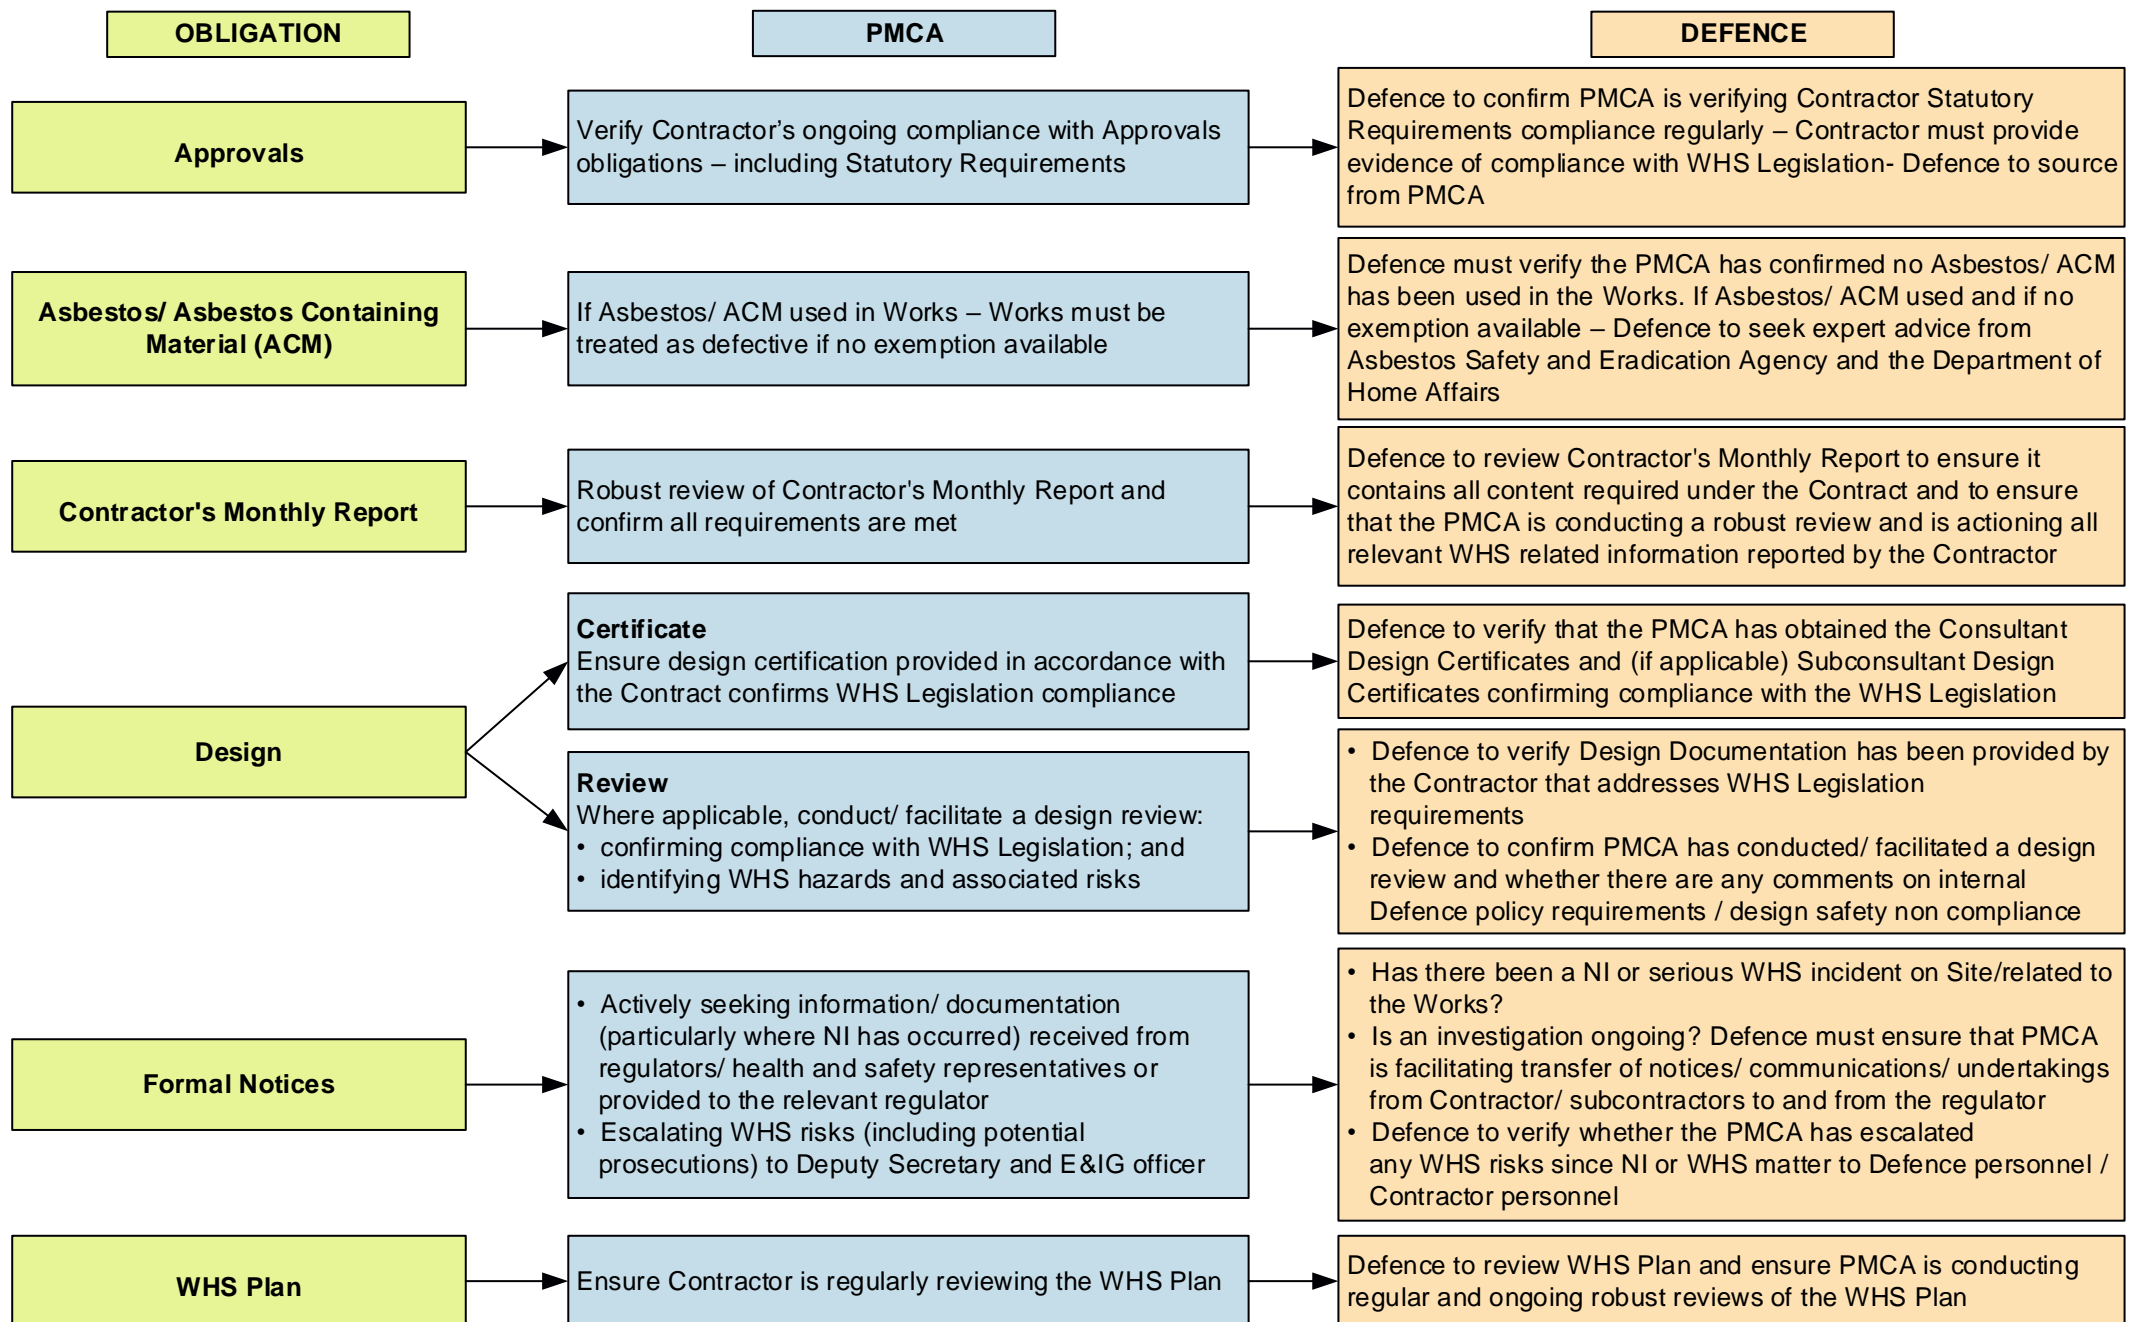 OBLIGATION
PMCA
DEFENCE
Approvals
Verify Contractor’s ongoing compliance with Approvals
obligations – including Statutory Requirements
Defence to confirm PMCA is verifying Contractor Statutory
Requirements compliance regularly – Contractor must provide
evidence of compliance with WHS Legislation- Defence to source
from PMCA
Asbestos/ Asbestos Containing
Material (ACM)
If Asbestos/ ACM used in Works – Works must be
treated as defective if no exemption available
Defence must verify the PMCA has confirmed no Asbestos/ ACM
has been used in the Works. If Asbestos/ ACM used and if no
exemption available – Defence to seek expert advice from
Asbestos Safety and Eradication Agency and the Department of
Home Affairs
Contractor's Monthly Report
Robust review of Contractor's Monthly Report and
confirm all requirements are met
Defence to review Contractor's Monthly Report to ensure it
contains all content required under the Contract and to ensure
that the PMCA is conducting a robust review and is actioning all
relevant WHS related information reported by the Contractor
Design
Certificate
Ensure design certification provided in accordance with
the Contract confirms WHS Legislation compliance
Defence to verify that the PMCA has obtained the Consultant
Design Certificates and (if applicable) Subconsultant Design
Certificates confirming compliance with the WHS Legislation
Review
Where applicable, conduct/ facilitate a design review:
• confirming compliance with WHS Legislation; and
• identifying WHS hazards and associated risks
• Defence to verify Design Documentation has been provided by
the Contractor that addresses WHS Legislation
requirements
• Defence to confirm PMCA has conducted/ facilitated a design
review and whether there are any comments on internal
Defence policy requirements / design safety non compliance
Formal Notices
• Actively seeking information/ documentation
(particularly where NI has occurred) received from
regulators/ health and safety representatives or
provided to the relevant regulator
• Escalating WHS risks (including potential
prosecutions) to Deputy Secretary and E&IG officer
• Has there been a NI or serious WHS incident on Site/related to
the Works?
• Is an investigation ongoing? Defence must ensure that PMCA
is facilitating transfer of notices/ communications/ undertakings
from Contractor/ subcontractors to and from the regulator
• Defence to verify whether the PMCA has escalated
any WHS risks since NI or WHS matter to Defence personnel /
Contractor personnel
WHS Plan
Ensure Contractor is regularly reviewing the WHS Plan
Defence to review WHS Plan and ensure PMCA is conducting
regular and ongoing robust reviews of the WHS Plan